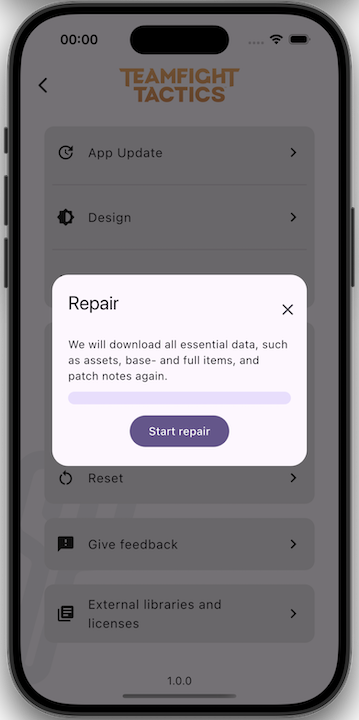 00:00
TEAMFIGHT
TACTICS
App Update
Design
Repair
We will download all essential data, such
as assets, base- and full items, and
patch notes again.
Start repair
Reset
Give feedback
External libraries and
licenses
1.0.0